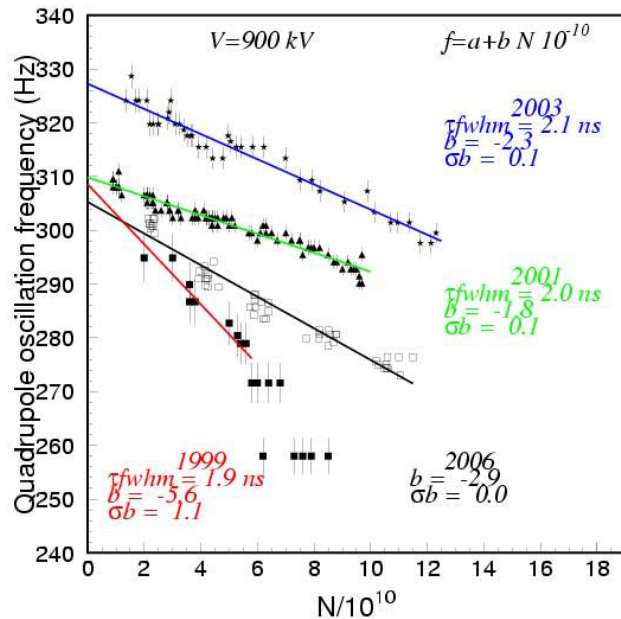 V=900 kV
f=a+b N 10^-10
Quadrupole oscillation frequency (Hz)
340
330
320
310
300
290
280
270
260
250
240
2003
τfwhm = 2.1 ns
b = -2.3
σb = 0.1
2001
τfwhm = 2.0 ns
b = -1.8
σb = 0.1
1999
τfwhm = 1.9 ns
b = -5.6
σb = 1.1
2006
b = -2.9
σb = 0.0
0 2 4 6 8 10 12 14 16 18
N/10^10